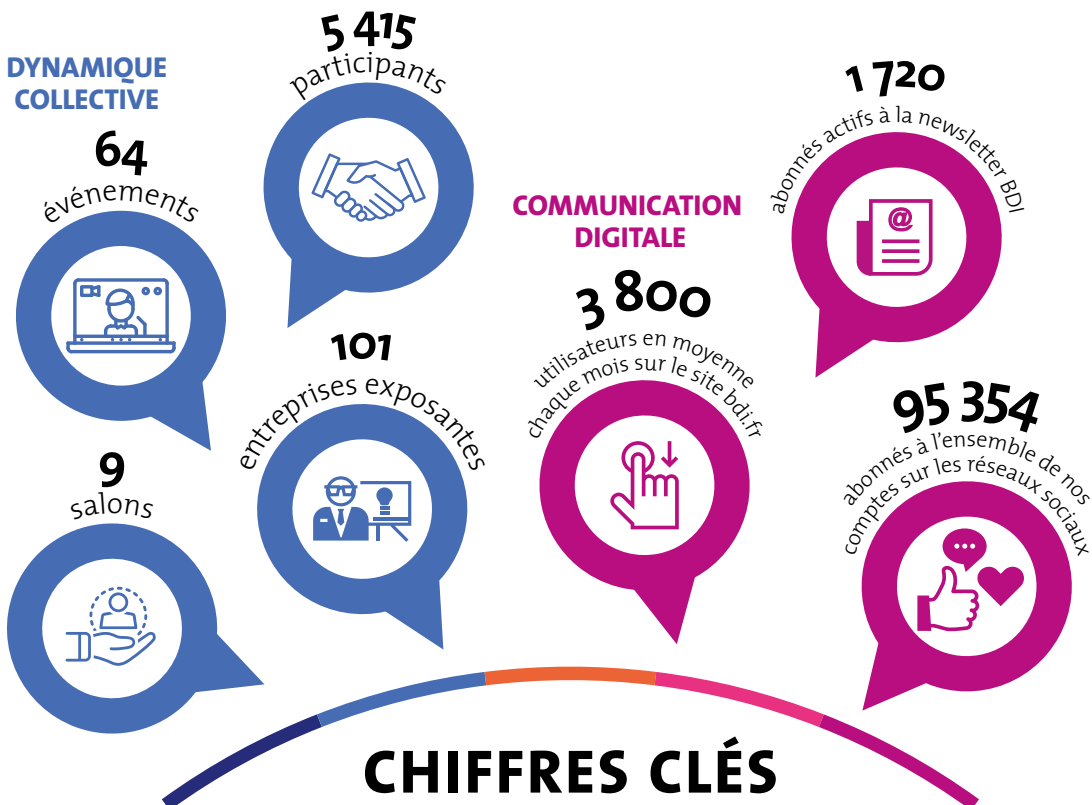 DYNAMIQUE
COLLECTIVE
64
événements
5 415
participants
9
salons
101
entreprises exposantes
COMMUNICATION
DIGITALE
3 800
utilisateurs en moyenne
chaque mois sur le site bdi.fr
1 720
abonnés actifs à la newsletter BDI
@
95 354
abonnés à l'ensemble de nos
comptes sur les réseaux sociaux
CHIFFRES CLÉS